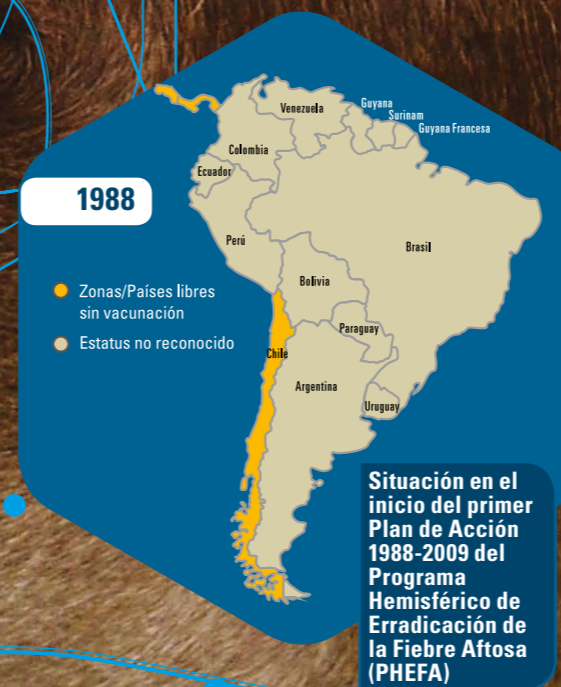 Venezuela
Guyana
Surinam
Guyana Francesa
Colombia
Ecuador
1988
Perú
Brasil
Bolivia
Zonas/Países libres
sin vacunación
Estatus no reconocido
Paraguay
Chile
Argentina
Uruguay
Situación en el
inicio del primer
Plan de Acción
1988-2009 del
Programa
Hemisférico de
Erradicación de
la Fiebre Aftosa
(PHEFA)